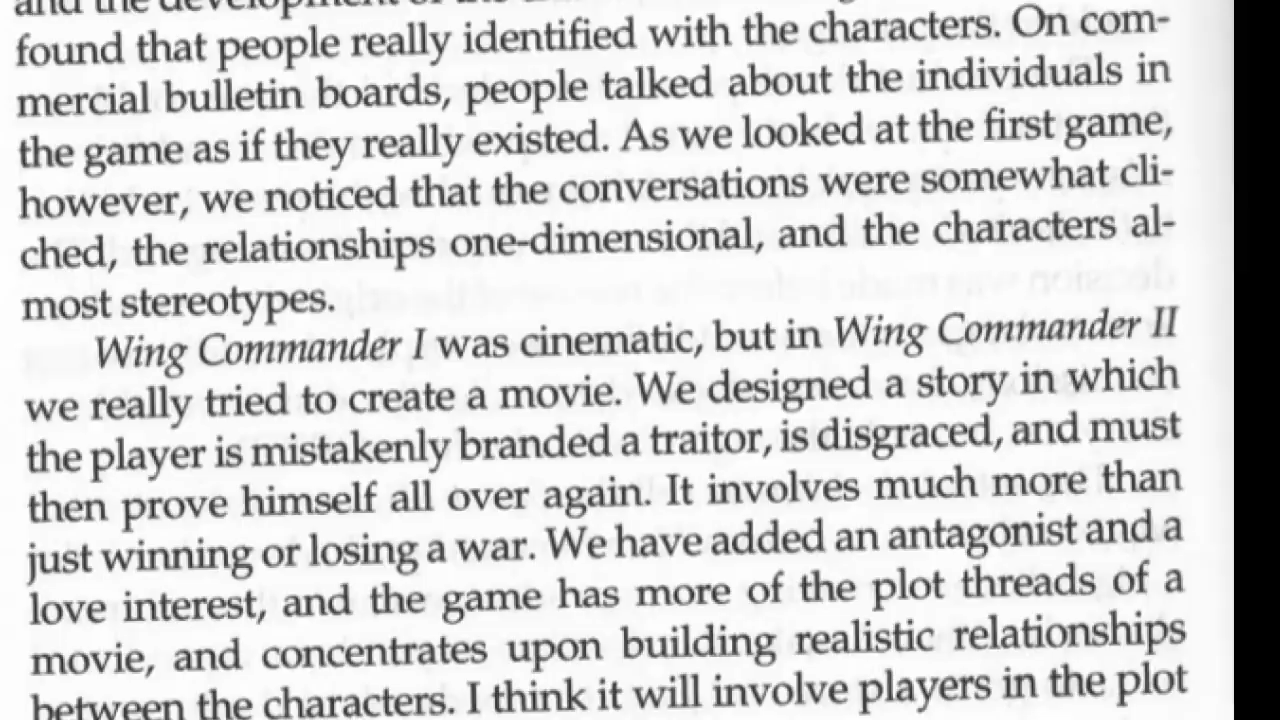 and the development of the
found that people really identified with the characters. On com-
mercial bulletin boards, people talked about the individuals in
the game as if they really existed. As we looked at the first game,
however, we noticed that the conversations were somewhat cli-
ched, the relationships one-dimensional, and the characters al-
most stereotypes.
Wing Commander I was cinematic, but in Wing Commander II
we really tried to create a movie. We designed a story in which
the player is mistakenly branded a traitor, is disgraced, and must
then prove himself all over again. It involves much more than
just winning or losing a war. We have added an antagonist and a
love interest, and the game has more of the plot threads of a
movie, and concentrates upon building realistic relationships
between the characters. I think it will involve players in the plot